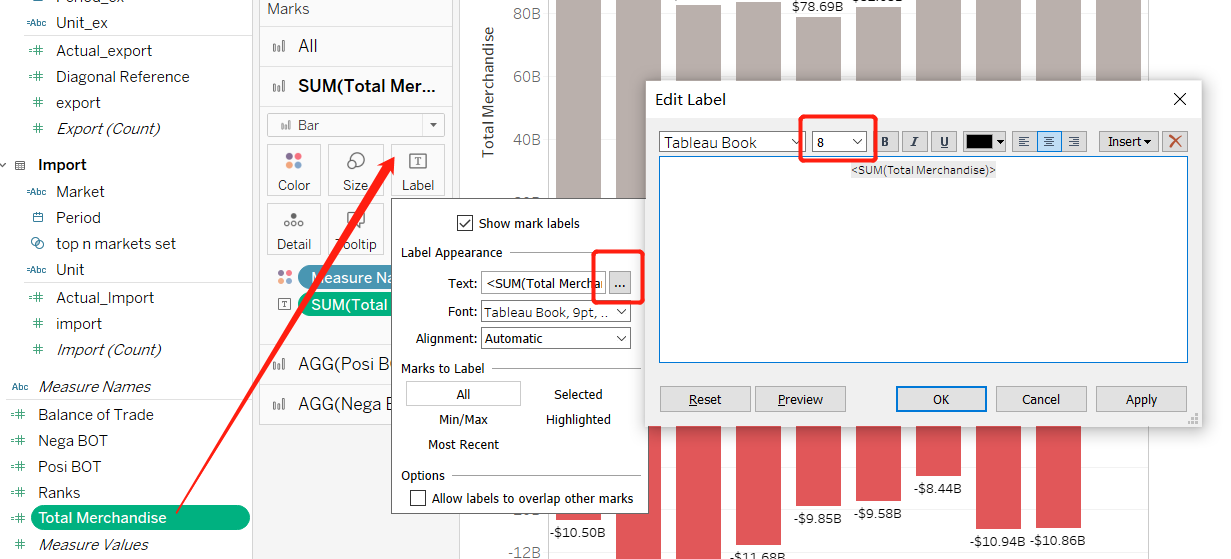 Unit_ex
Actual_export
Diagonal Reference
export
Export (Count)
Import
Abc Market
Period
top n markets set
Abc Unit
Actual_Import
import
Import (Count)
Abc Measure Names
Balance of Trade
Nega BOT
Posi BOT
Ranks
Total Merchandise
Measure Values
Marks
All
SUM(Total Mer...
Bar
Color
Size
T
Label
Detail
Tooltip
Measure Na
T SUM(Total
AGG(Posi BO
AGG(Nega B
Show mark labels
Label Appearance
Text: <SUM(Total Mercha ...
Font: Tableau Book, 9pt, ..
Alignment: Automatic
Marks to Label
All
Selected
Min/Max
Highlighted
Most Recent
Options
Allow labels to overlap other marks
Total Merchandise
80B
60B
40B
-12B
$78.69B
Edit Label
Tableau Book 8 B I U Insert
<SUM(Total Merchandise)>
Reset Preview OK Cancel Apply
-$10.50B
-$11.68B
-$9.85B
-$9.58B
-$8.44B
-$10.94B
-$10.86B